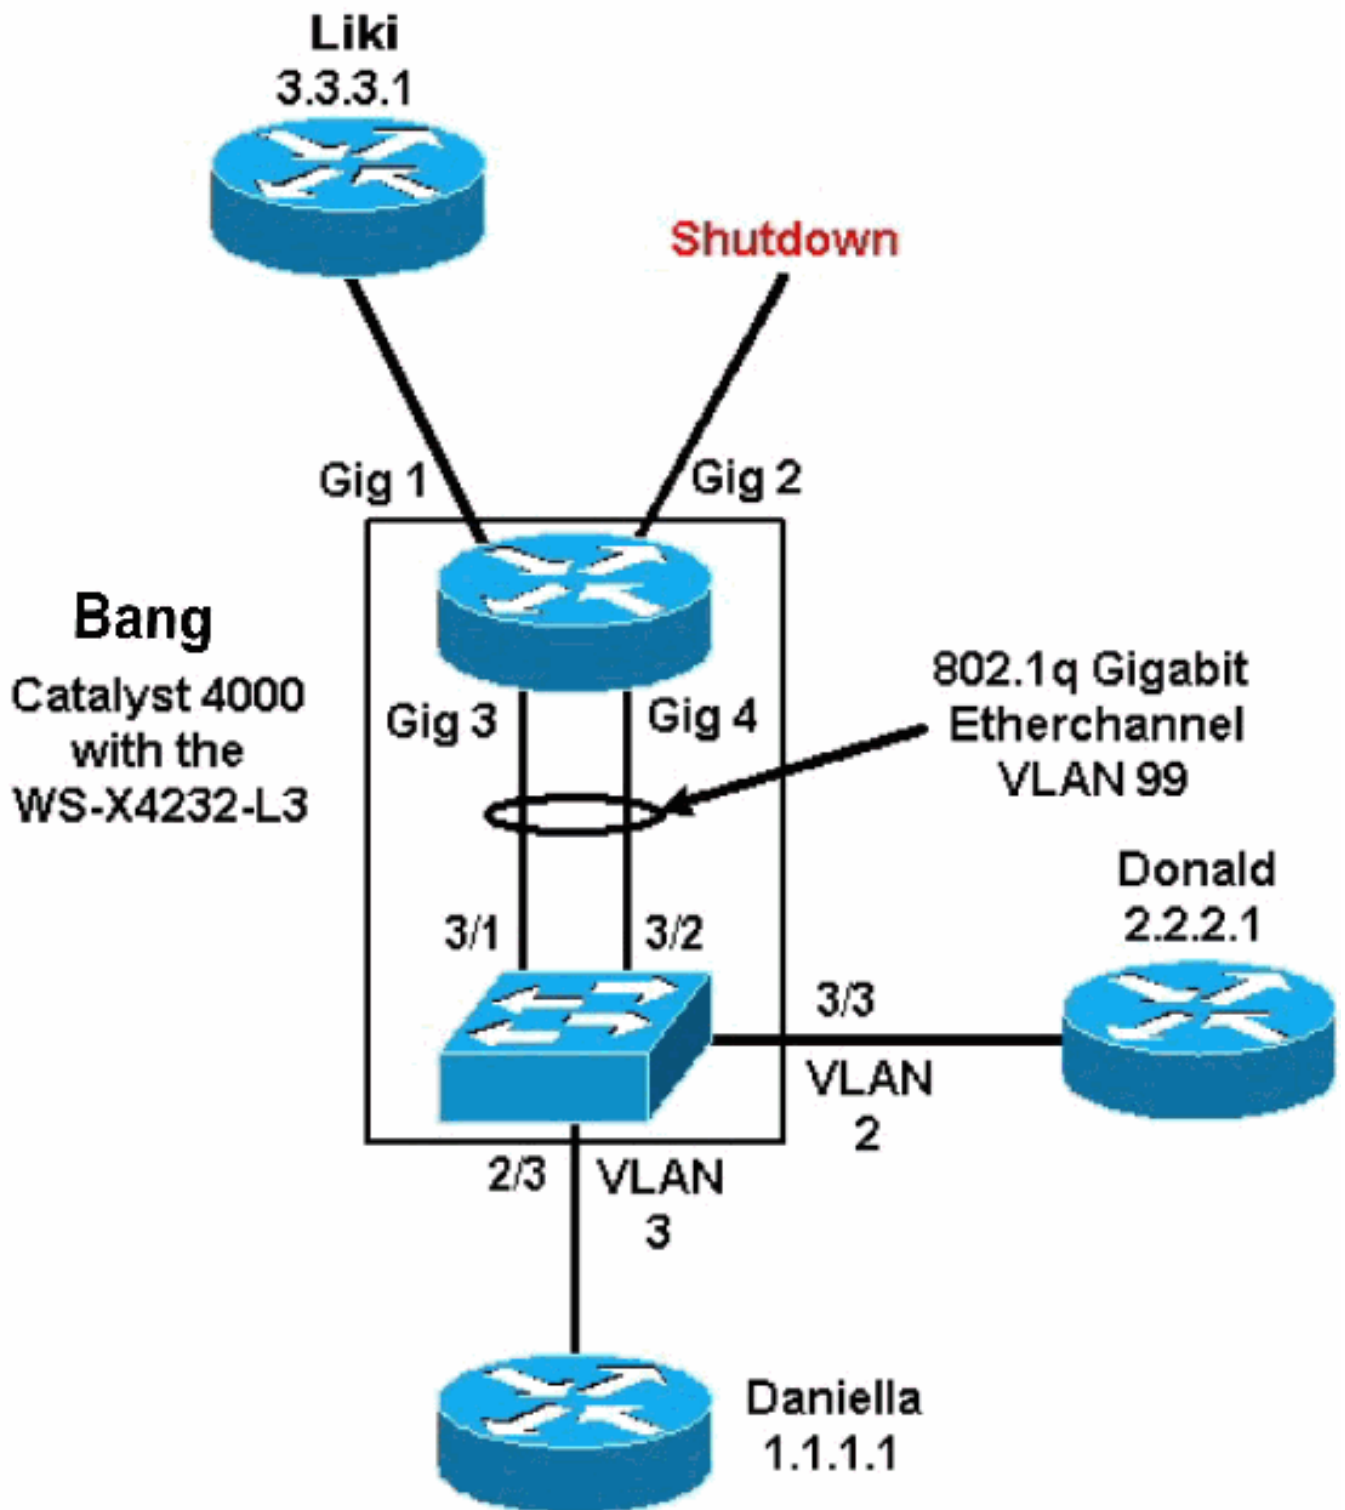 Liki
3.3.3.1
Shutdown
Gig 1
Gig 2
Bang
Catalyst 4000
with the
WS-X4232-L3
Gig 3
Gig 4
802.1q Gigabit
Etherchannel
VLAN 99
3/1
3/2
Donald
2.2.2.1
3/3
VLAN
2
2/3
VLAN
3
Daniella
1.1.1.1